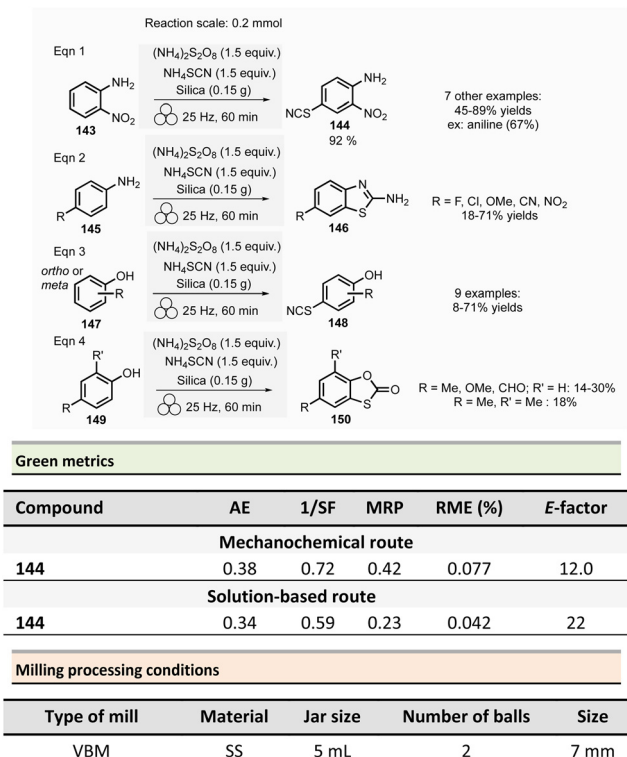 Reaction scale: 0.2 mmol
Eqn 1
(NH4)2S2O8 (1.5 equiv.)
NH4SCN (1.5 equiv.)
Silica (0.15 g)
25 Hz, 60 min
NH2
NO2
143
NH2
NCS
NO2
144
92 %
7 other examples:
45-89% yields
ex: aniline (67%)
Eqn 2
(NH4)2S2O8 (1.5 equiv.)
NH4SCN (1.5 equiv.)
Silica (0.15 g)
25 Hz, 60 min
NH2
R
145
N
NH2
S
R
146
R = F, Cl, OMe, CN, NO2
18-71% yields
Eqn 3
(NH4)2S2O8 (1.5 equiv.)
NH4SCN (1.5 equiv.)
Silica (0.15 g)
25 Hz, 60 min
ortho or
meta
OH
R
147
OH
R
NCS
148
9 examples:
8-71% yields
Eqn 4
(NH4)2S2O8 (1.5 equiv.)
NH4SCN (1.5 equiv.)
Silica (0.15 g)
25 Hz, 60 min
R'
OH
R
149
R'
O
O
S
R
150
R = Me, OMe, CHO; R' = H: 14-30%
R = Me, R' = Me : 18%
Green metrics
Compound AE 1/SF MRP RME (%) E-factor
Mechanochemical route
144 0.38 0.72 0.42 0.077 12.0
Solution-based route
144 0.34 0.59 0.23 0.042 22
Milling processing conditions
Type of mill Material Jar size Number of balls Size
VBM SS 5 mL 2 7 mm